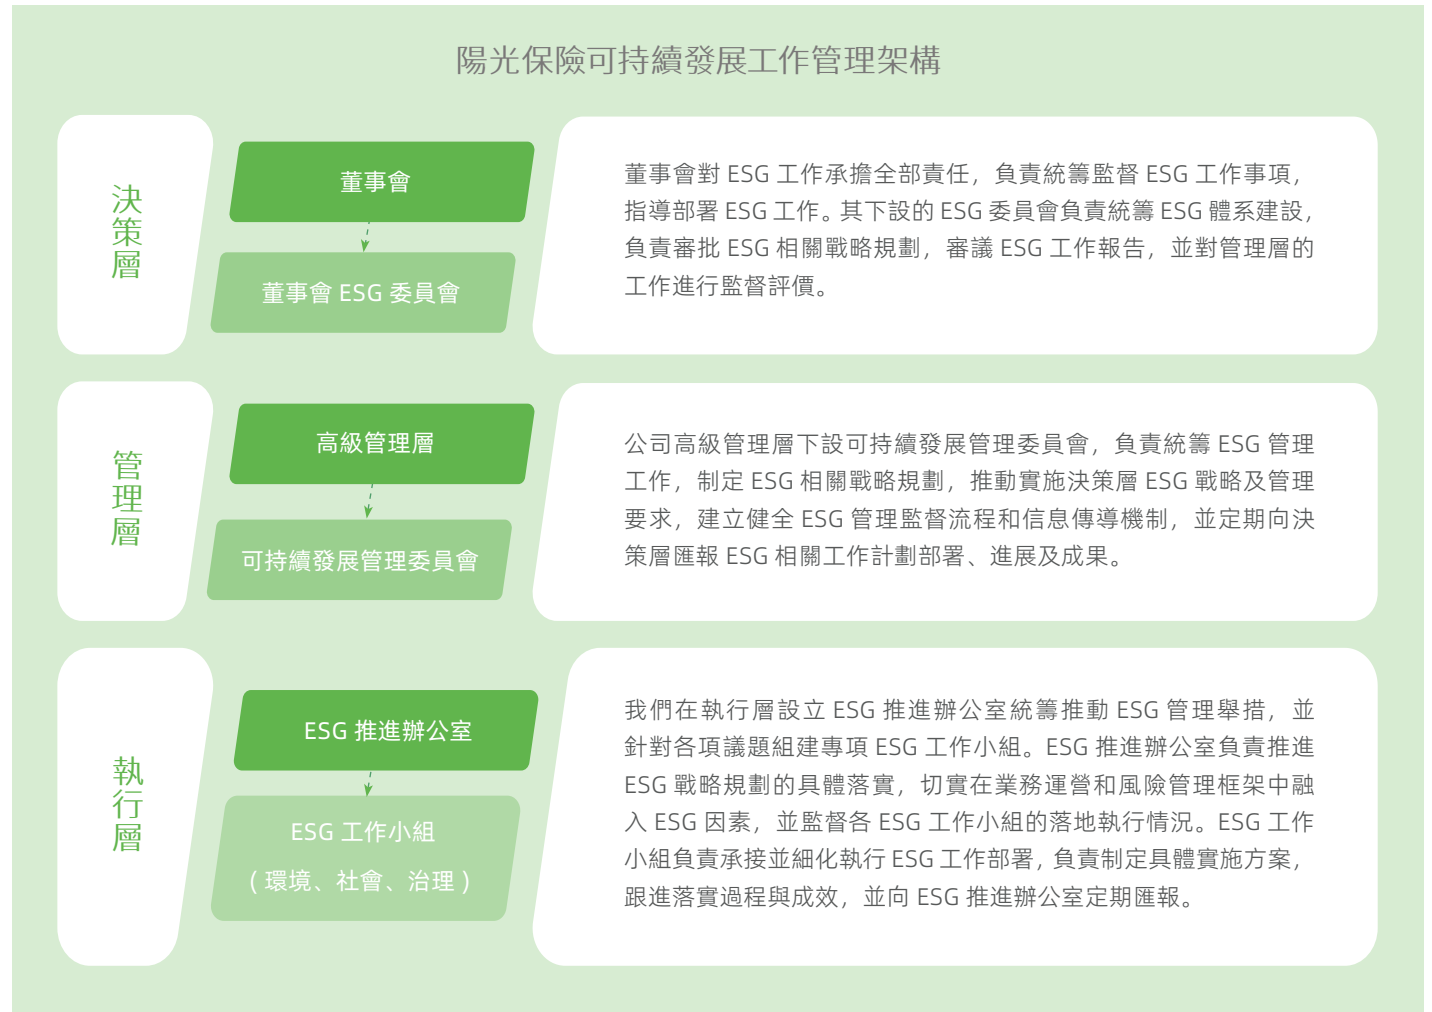 陽光保險可持續發展工作管理架構
決策層
董事會
董事會 ESG 委員會
董事會對 ESG 工作承擔全部責任，負責統籌監督 ESG 工作事項，
指導部署 ESG 工作。其下設的 ESG 委員會負責統籌 ESG 體系建設，
負責審批 ESG 相關戰略規劃，審議 ESG 工作報告，並對管理層的
工作進行監督評價。
管理層
高級管理層
可持續發展管理委員會
公司高級管理層下設可持續發展管理委員會，負責統籌 ESG 管理
工作，制定 ESG 相關戰略規劃，推動實施決策層 ESG 戰略及管理
要求，建立健全 ESG 管理監督流程和信息傳導機制，並定期向決
策層匯報 ESG 相關工作計劃部署、進展及成果。
執行層
ESG 推進辦公室
ESG 工作小組
（環境、社會、治理）
我們在執行層設立 ESG 推進辦公室統籌推動 ESG 管理舉措，並
針對各項議題組建專項 ESG 工作小組。ESG 推進辦公室負責推進
ESG 戰略規劃的具體落實，切實在業務運營和風險管理框架中融
入 ESG 因素，並監督各 ESG 工作小組的落地執行情況。ESG 工作
小組負責承接並細化執行 ESG 工作部署，負責制定具體實施方案，
跟進落實過程與成效，並向 ESG 推進辦公室定期匯報。